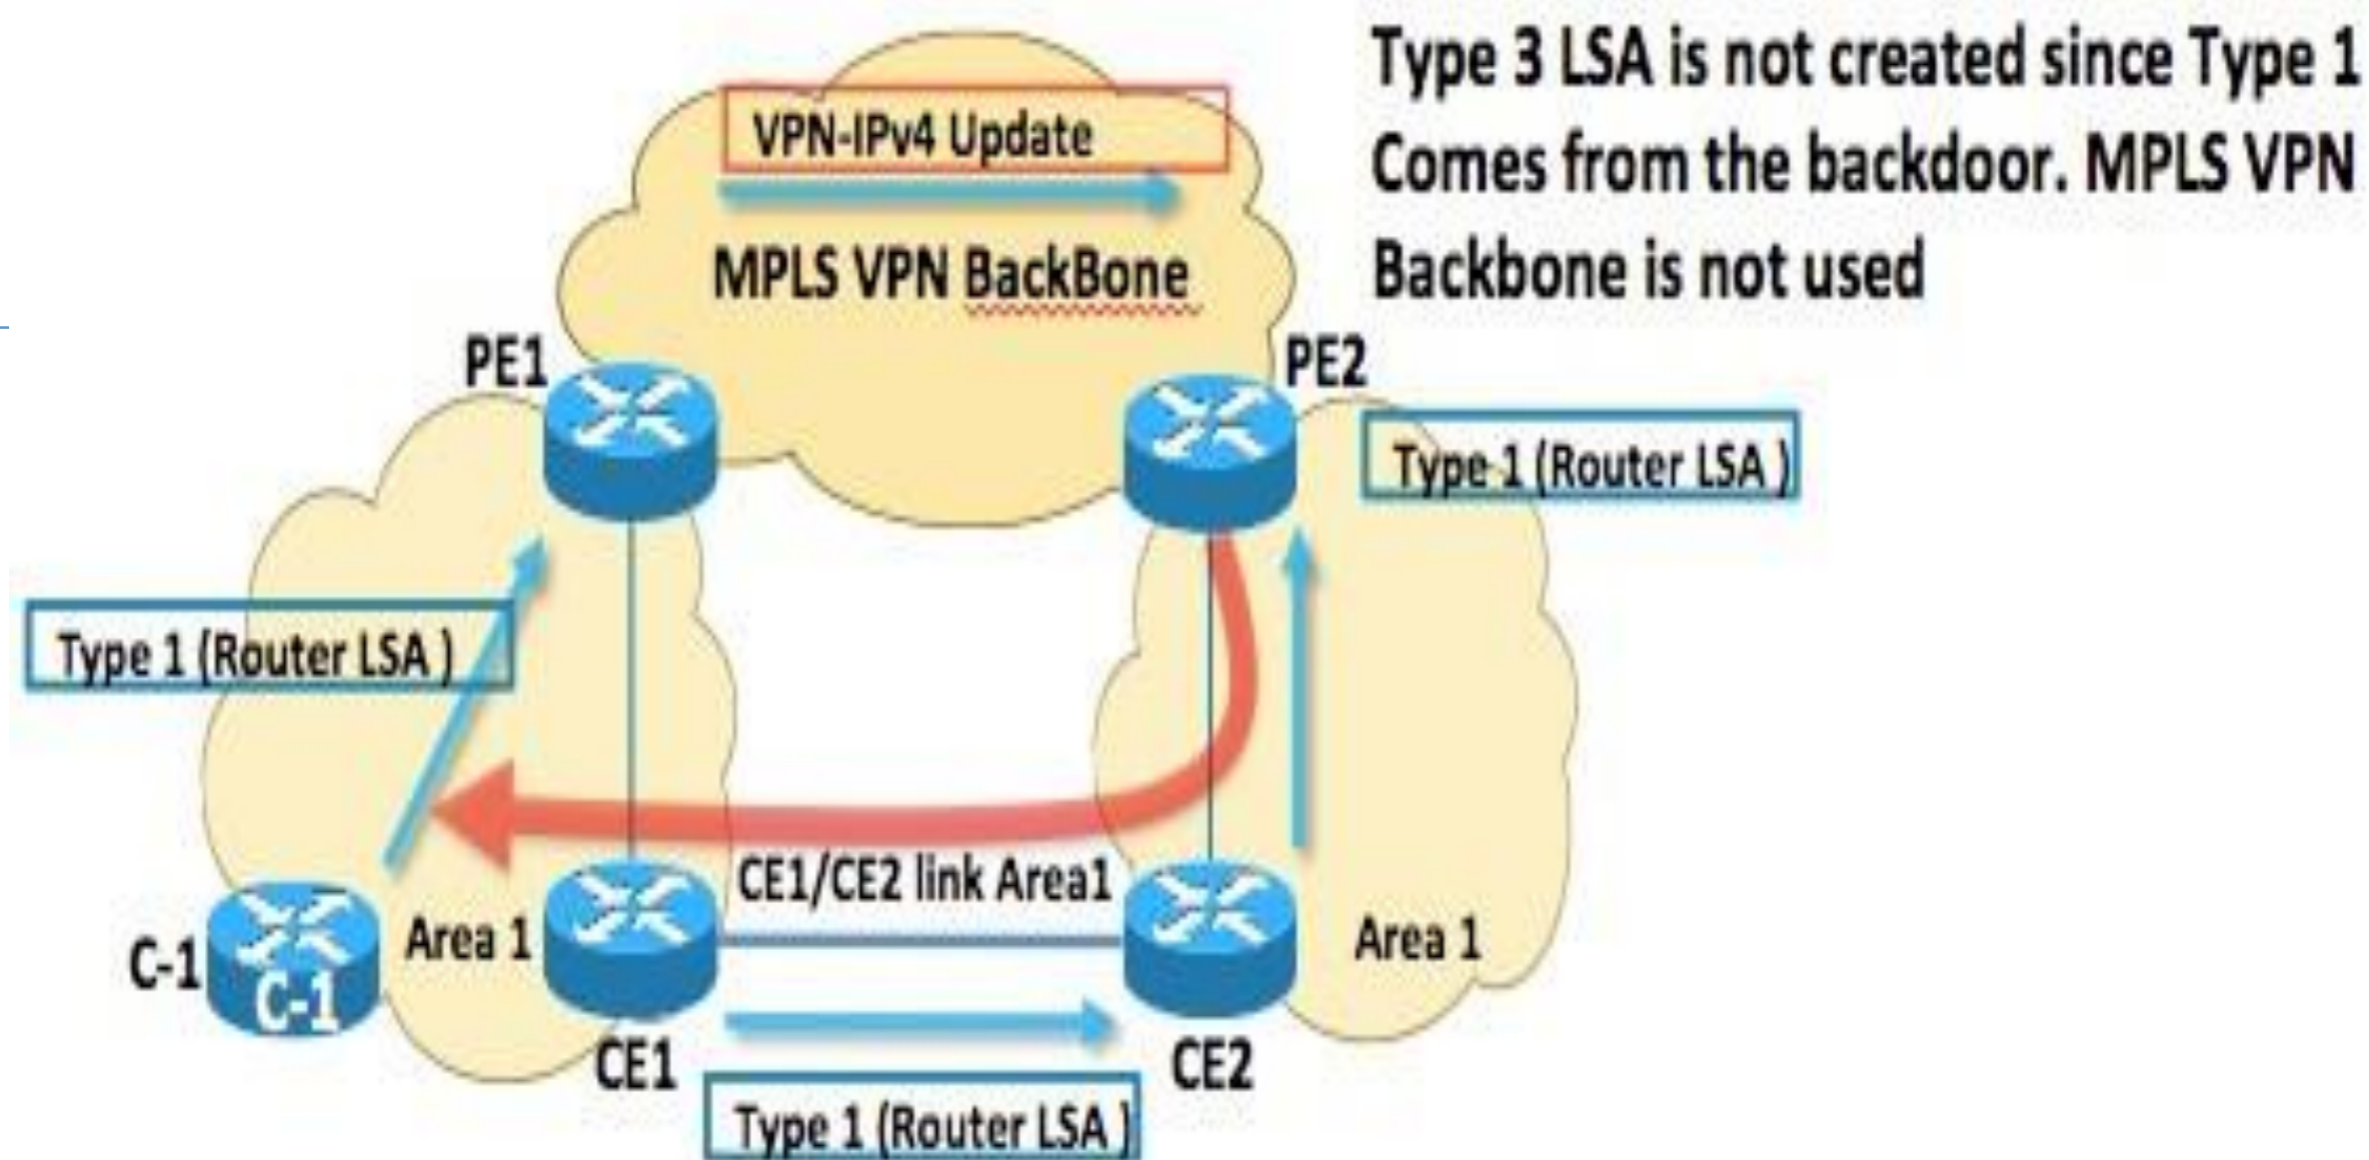 Type 3 LSA is not created since Type 1
Comes from the backdoor. MPLS VPN
Backbone is not used
VPN-IPv4 Update
MPLS VPN BackBone
PE1
PE2
Type 1 (Router LSA )
Type 1 (Router LSA )
CE1/CE2 link Area1
C-1
C-1
Area 1
Area 1
CE1
CE2
Type 1 (Router LSA )